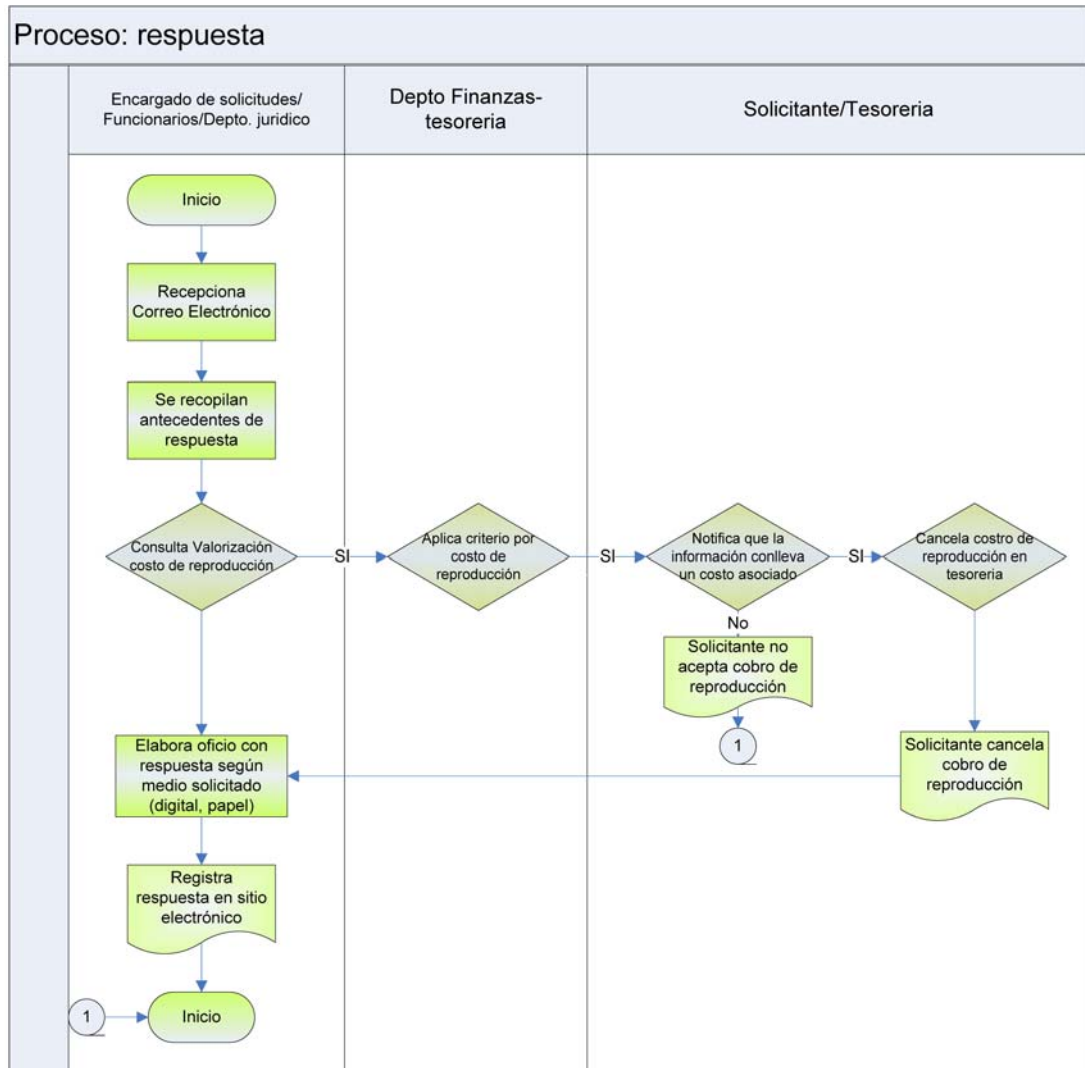 Proceso: respuesta
Encargado de solicitudes/
Funcionarios/Depto. juridico
Depto Finanzas-
tesoreria
Solicitante/Tesoreria
Inicio
Recepciona
Correo Electrónico
Se recopilan
antecedentes de
respuesta
Consulta Valorización
costo de reproducción
SI
Aplica criterio por
costo de
reproducción
SI
Notifica que la
información conlleva
un costo asociado
SI
Cancela costro de
reproducción en
tesoreria
No
Solicitante no
acepta cobro de
reproducción
1
Solicitante cancela
cobro de
reproducción
Elabora oficio con
respuesta según
medio solicitado
(digital, papel)
Registra
respuesta en sitio
electrónico
1
Inicio